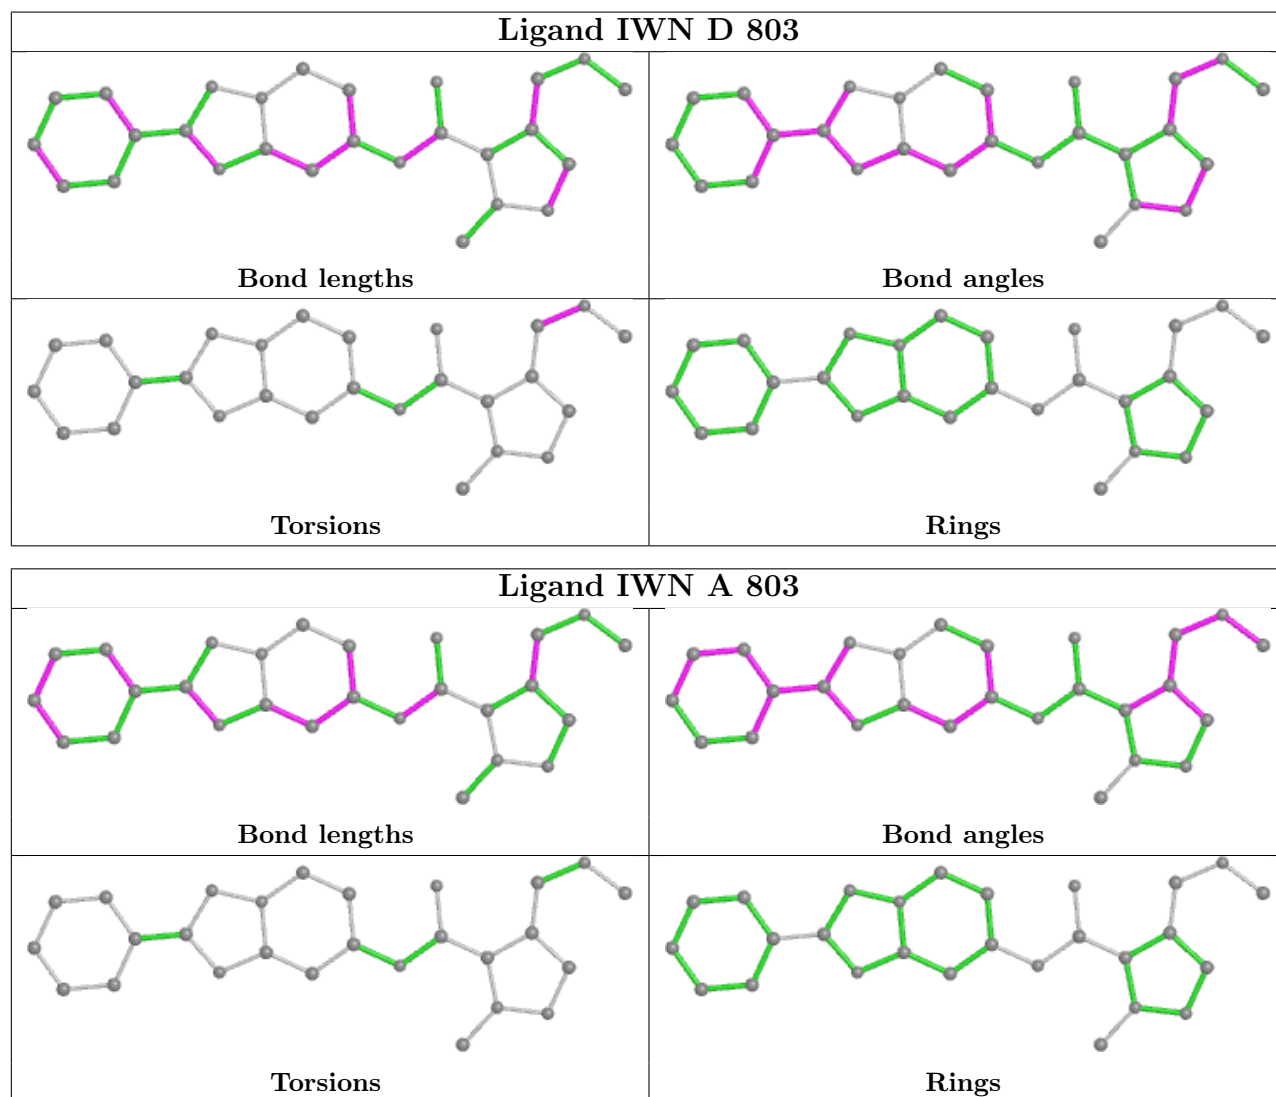 Ligand IWN D 803
Bond lengths
Bond angles
Torsions
Rings
Ligand IWN A 803
Bond lengths
Bond angles
Torsions
Rings